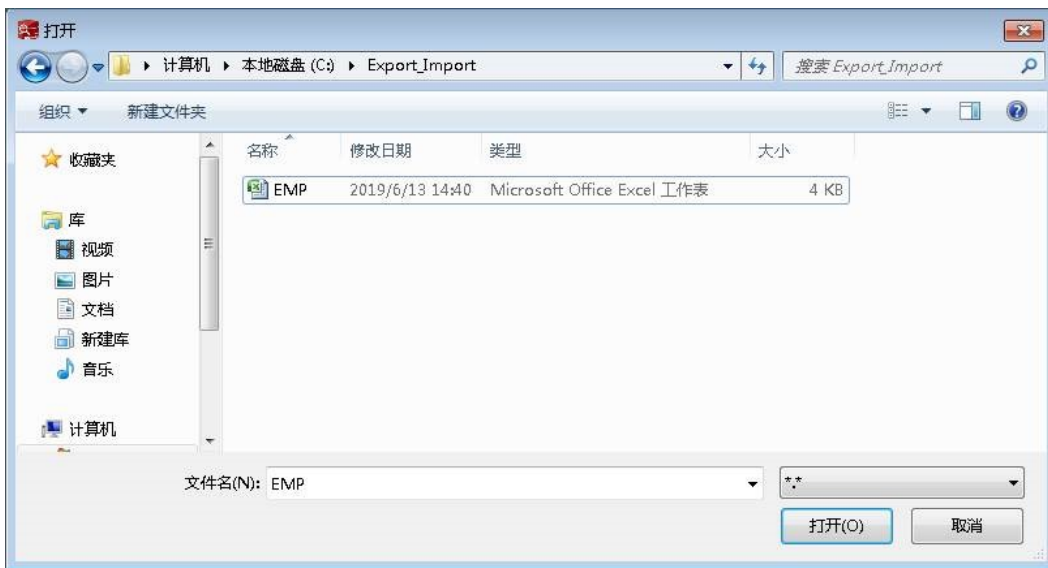 打开
计算机 本地磁盘 (C:) Export_Import 搜索 Export_Import
组织 新建文件夹
名称 修改日期 类型 大小
EMP 2019/6/13 14:40 Microsoft Office Excel 工作表 4 KB
收藏夹
库
视频
图片
文档
新建库
音乐
计算机
文件名(N): EMP *.*
打开(O) 取消